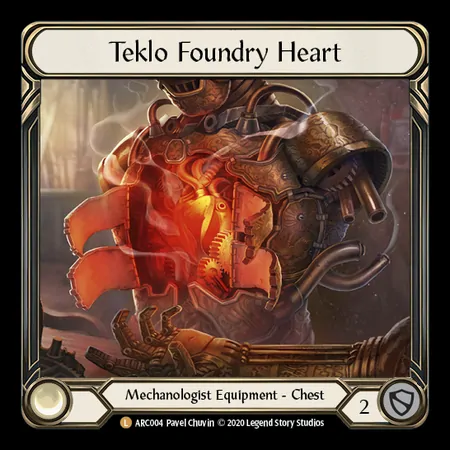 Teklo Foundry Heart
Mechanologist Equipment - Chest
2
L ARC004 Pavel Chuvin © 2020 Legend Story Studios